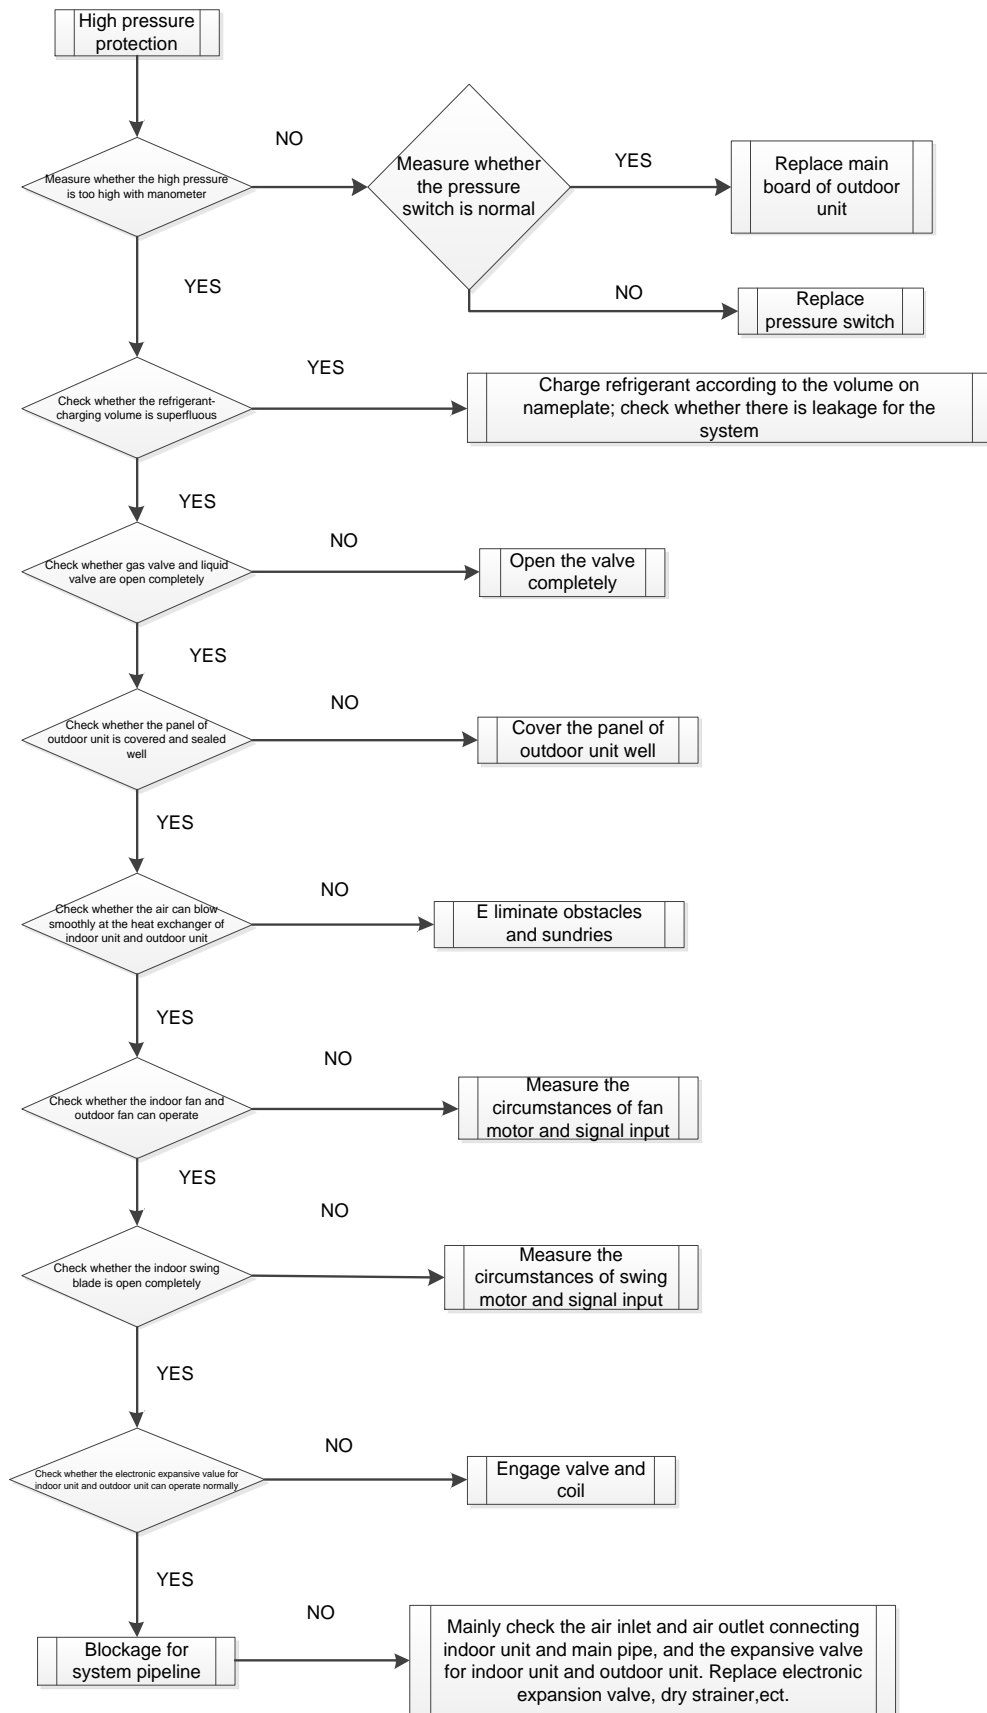 High pressure
protection
NO
Measure whether the high pressure
is too high with manometer
Measure whether
the pressure
switch is normal
YES
Replace main
board of outdoor
unit
YES
NO
Replace
pressure switch
Check whether the refrigerant-
charging volume is superfluous
YES
Charge refrigerant according to the volume on
nameplate; check whether there is leakage for the
system
YES
Check whether gas valve and liquid
valve are open completely
NO
Open the valve
completely
YES
Check whether the panel of
outdoor unit is covered and sealed
well
NO
Cover the panel of
outdoor unit well
YES
Check whether the air can blow
smoothly at the heat exchanger of
indoor unit and outdoor unit
NO
E liminate obstacles
and sundries
YES
Check whether the indoor fan and
outdoor fan can operate
NO
Measure the
circumstances of fan
motor and signal input
YES
Check whether the indoor swing
blade is open completely
NO
Measure the
circumstances of swing
motor and signal input
YES
Check whether the electronic expansive value for
indoor unit and outdoor unit can operate normally
NO
Engage valve and
coil
YES
Blockage for
system pipeline
NO
Mainly check the air inlet and air outlet connecting
indoor unit and main pipe, and the expansive valve
for indoor unit and outdoor unit. Replace electronic
expansion valve, dry strainer,ect.